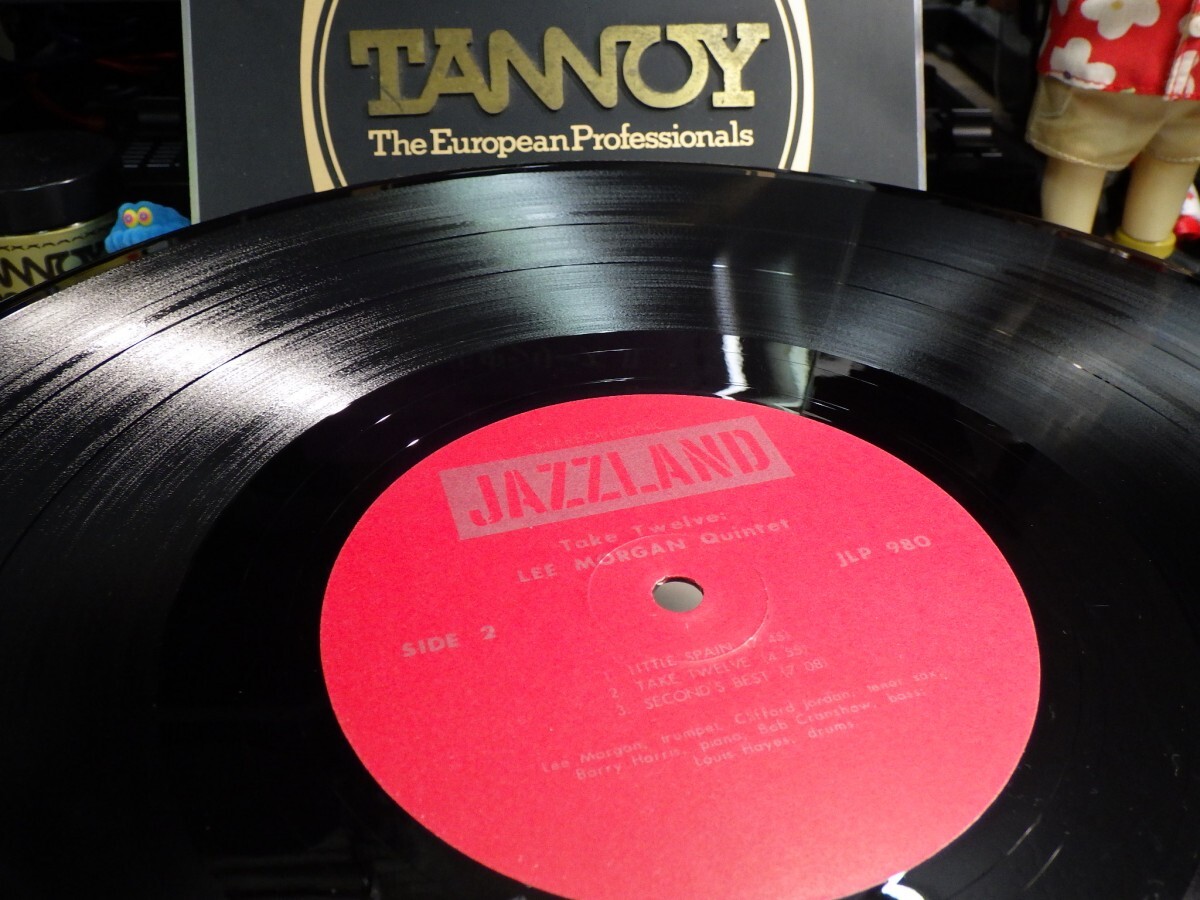 TANNOY
The European Professionals
TANNOY
JAZZLAND
Take Twelve:
LEE MORGAN Quintet
JLP 980
SIDE 2
1. LITTLE SPAIN 45)
2. TAKE TWELVE (4 55)
3. SECOND'S BEST (7 08)
Lee Morgan, trumpet, Clifford Jordan, tenor sax;
Barry Harris, piano; Bob Cranshaw, bass;
Louis Hayes, drums